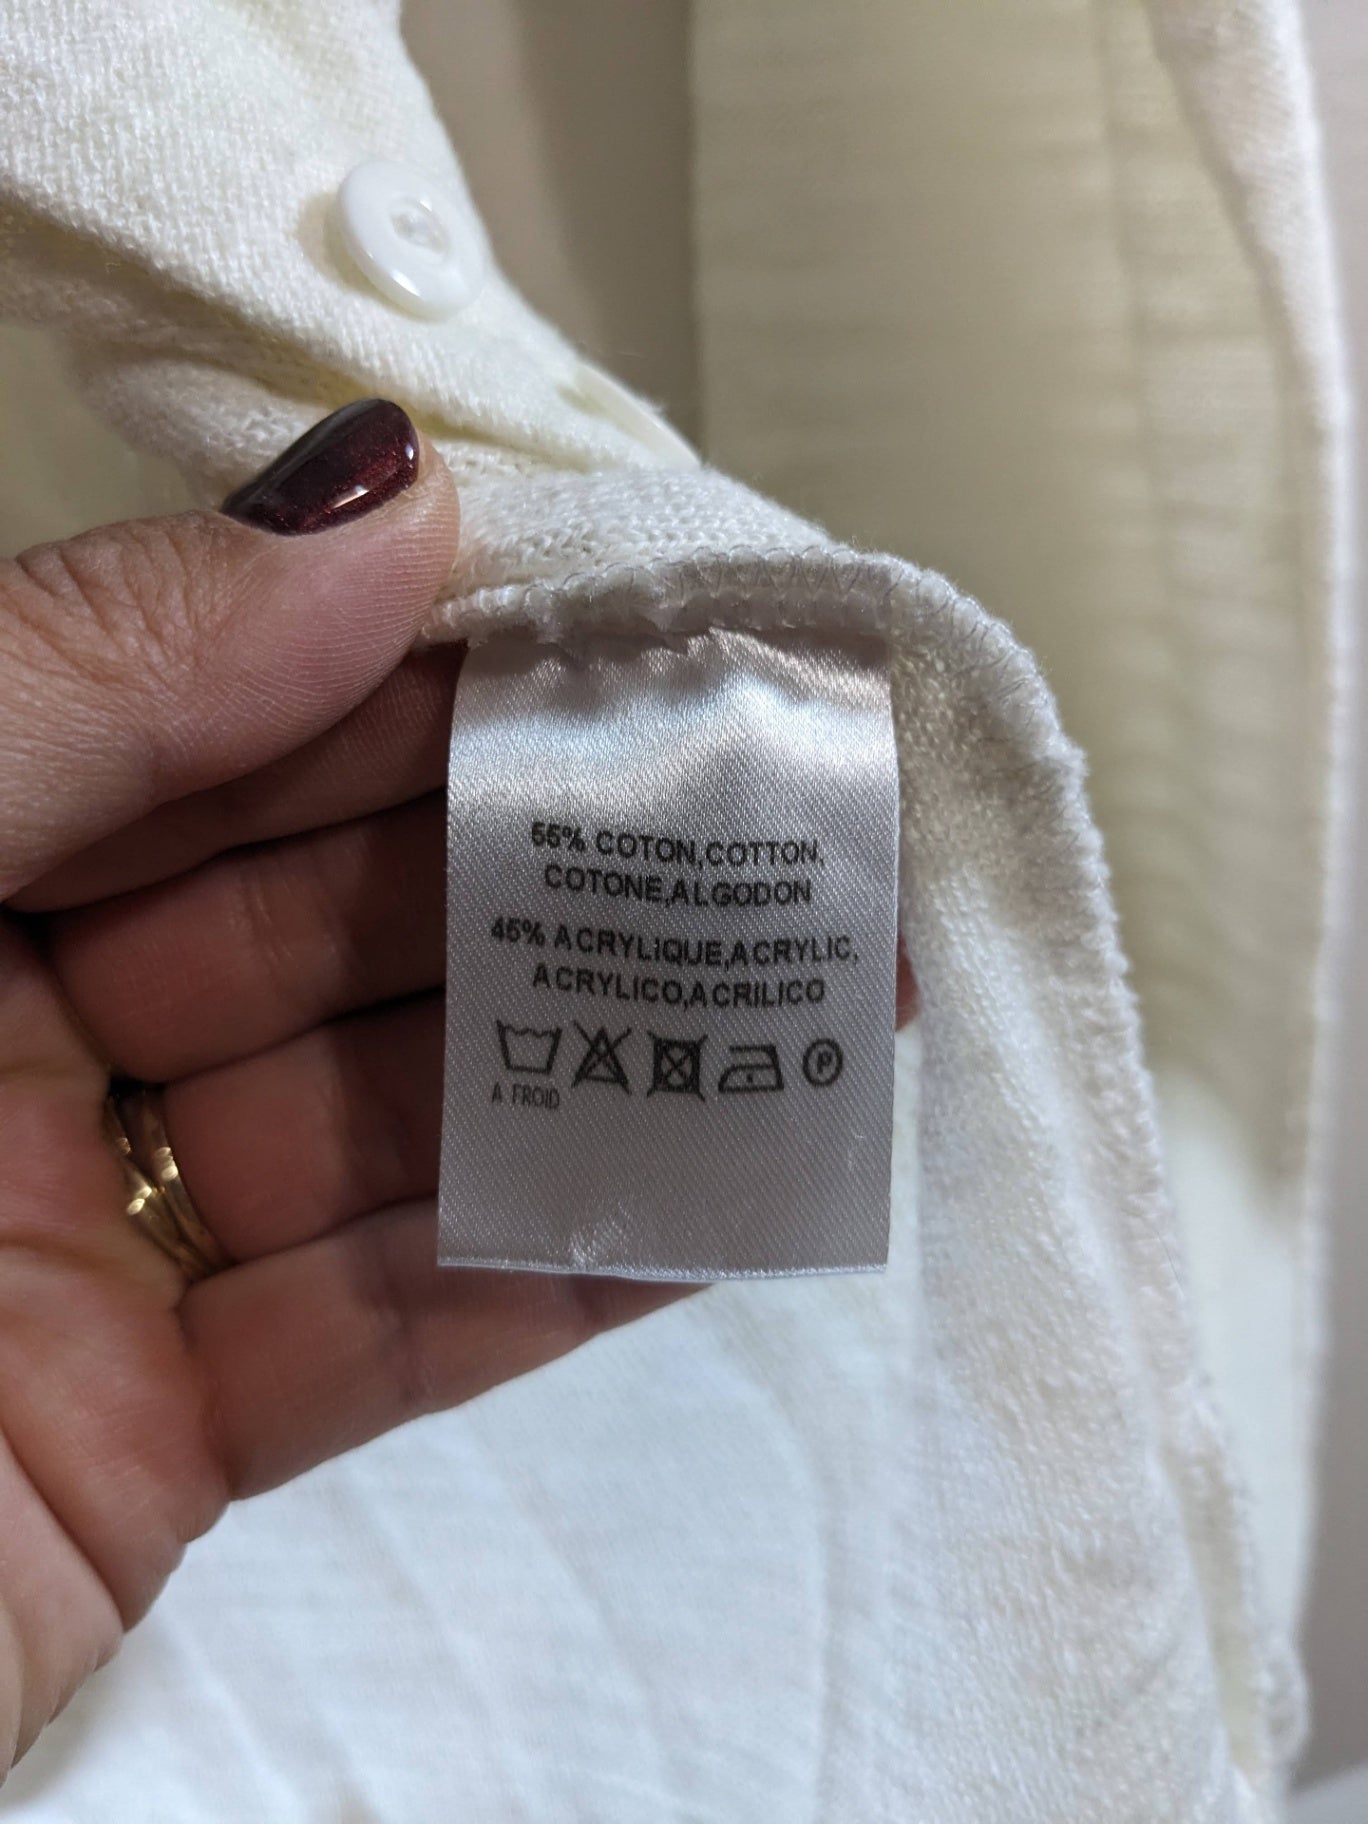 55% COTON,COTTON,
COTONE,ALGODON
45% ACRYLIQUE,ACRYLIC,
ACRYLICO,ACRILICO
P
A FROID